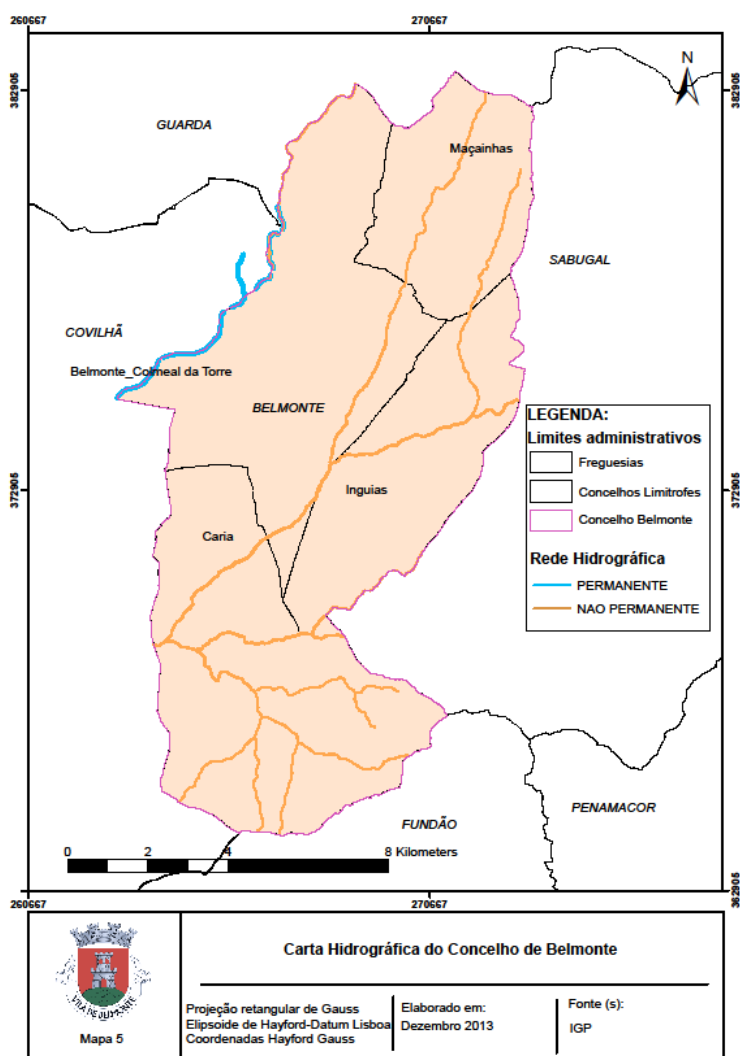 260667
270667
382905
382905
N
GUARDA
Maçainhas
SABUGAL
COVILHÃ
Belmonte_Colmeal da Torre
BELMONTE
LEGENDA:
Limites administrativos
Freguesias
Concelhos Limitrofes
Concelho Belmonte
Rede Hidrográfica
PERMANENTE
NAO PERMANENTE
372905
372905
Inguias
Caria
FUNDÃO
PENAMACOR
0 2 4 8 Kilometers
260667
270667
362905
Carta Hidrográfica do Concelho de Belmonte
VILA DE BELMONTE
Mapa 5
Projeção retangular de Gauss
Elipsoide de Hayford-Datum Lisboa
Coordenadas Hayford Gauss
Elaborado em:
Dezembro 2013
Fonte (s):
IGP